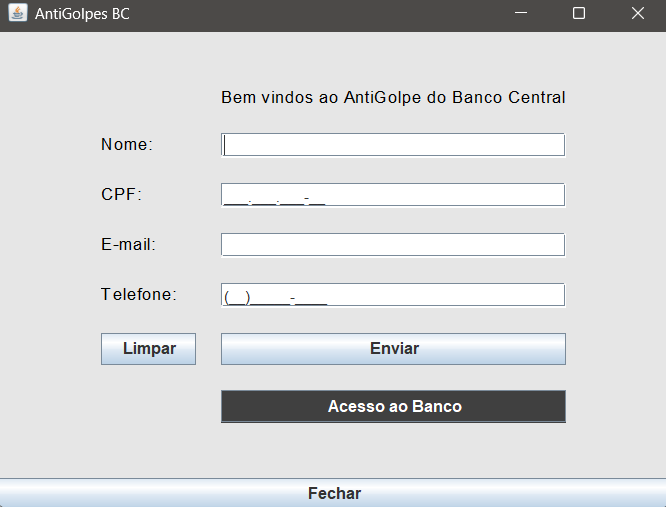 AntiGolpes BC
Bem vindos ao AntiGolpe do Banco Central
Nome:
CPF: ___.___.___-__
E-mail:
Telefone: (__)_____-____
Limpar Enviar
Acesso ao Banco
Fechar